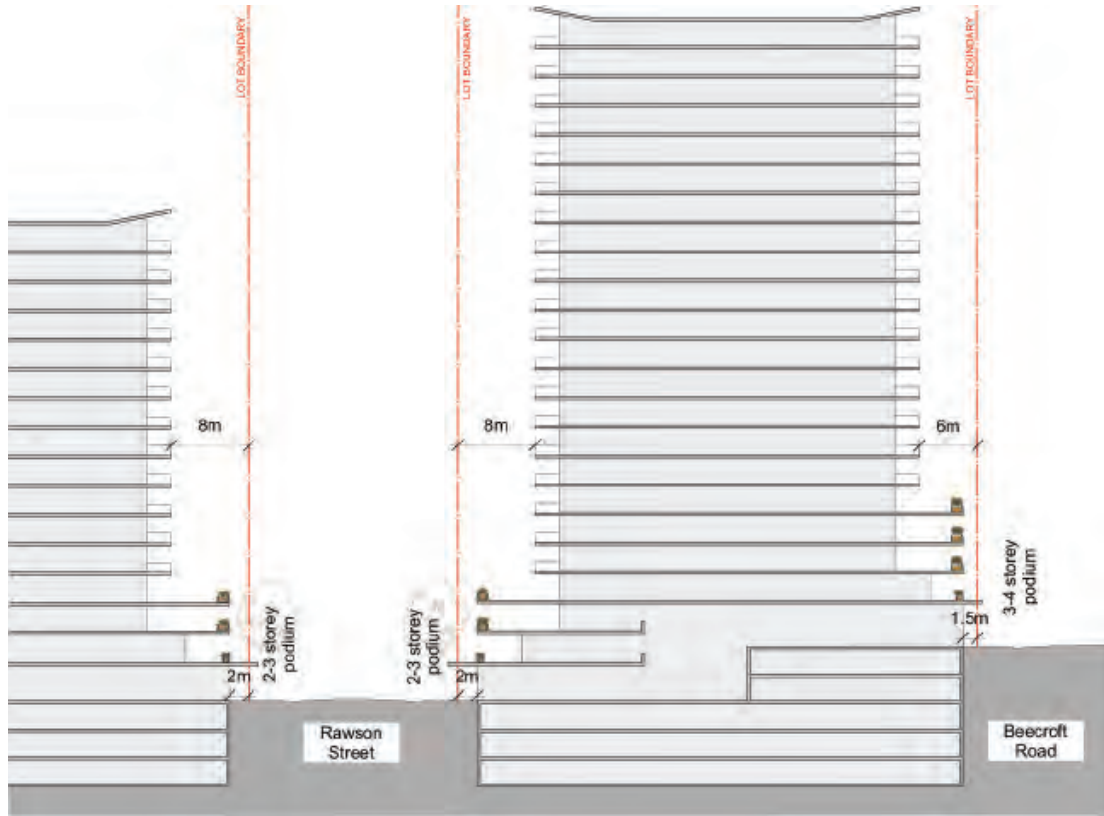 LOT BOUNDARY
LOT BOUNDARY
LOT BOUNDARY
8m
8m
6m
2-3 storey
podium
2m
2-3 storey
podium
2m
3-4 storey
podium
1.5m
Rawson
Street
Beecroft
Road